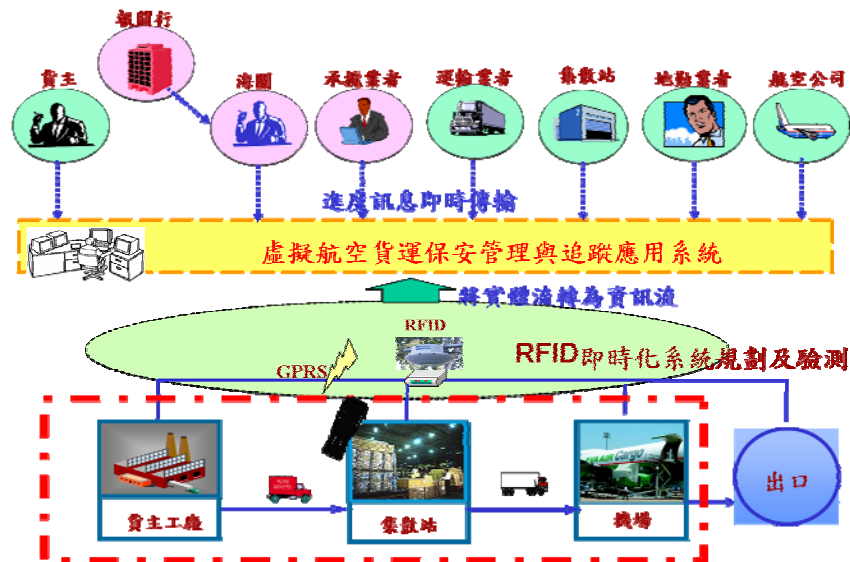 報關行
貨主
海關
承攬業者
運輸業者
集散站
地勤業者
航空公司
進度訊息即時傳輸
虛擬航空貨運保安管理與追蹤應用系統
將實體流轉為資訊流
RFID
RFID即時化系統規劃及驗測
GPRS
EVA AIR Cargo
出口
貨主工廠
集散站
機場